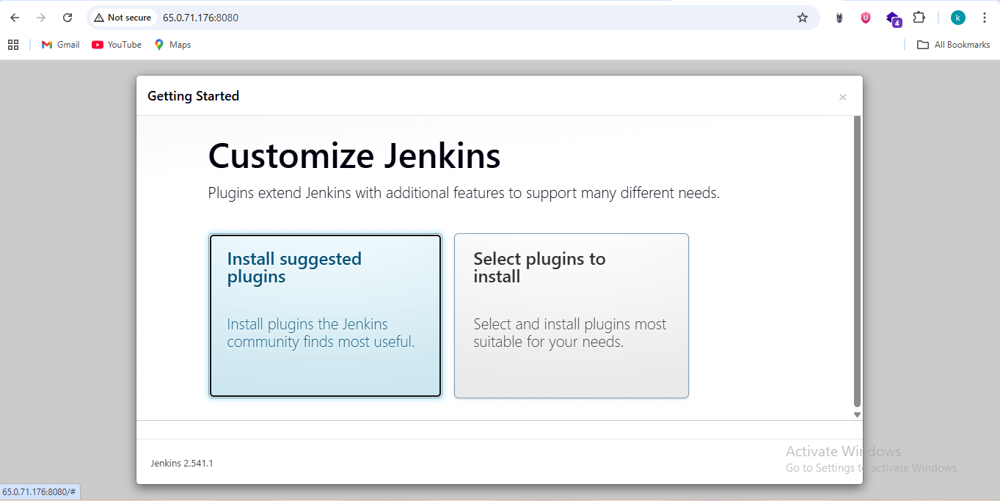 Not secure 65.0.71.176:8080
U
4
k
Gmail YouTube Maps All Bookmarks
Getting Started ×
Customize Jenkins
Plugins extend Jenkins with additional features to support many different needs.
Install suggested
plugins
Install plugins the Jenkins
community finds most useful.
Select plugins to
install
Select and install plugins most
suitable for your needs.
Jenkins 2.541.1
Activate Windows
Go to Settings to activate Windows.
65.0.71.176:8080/#